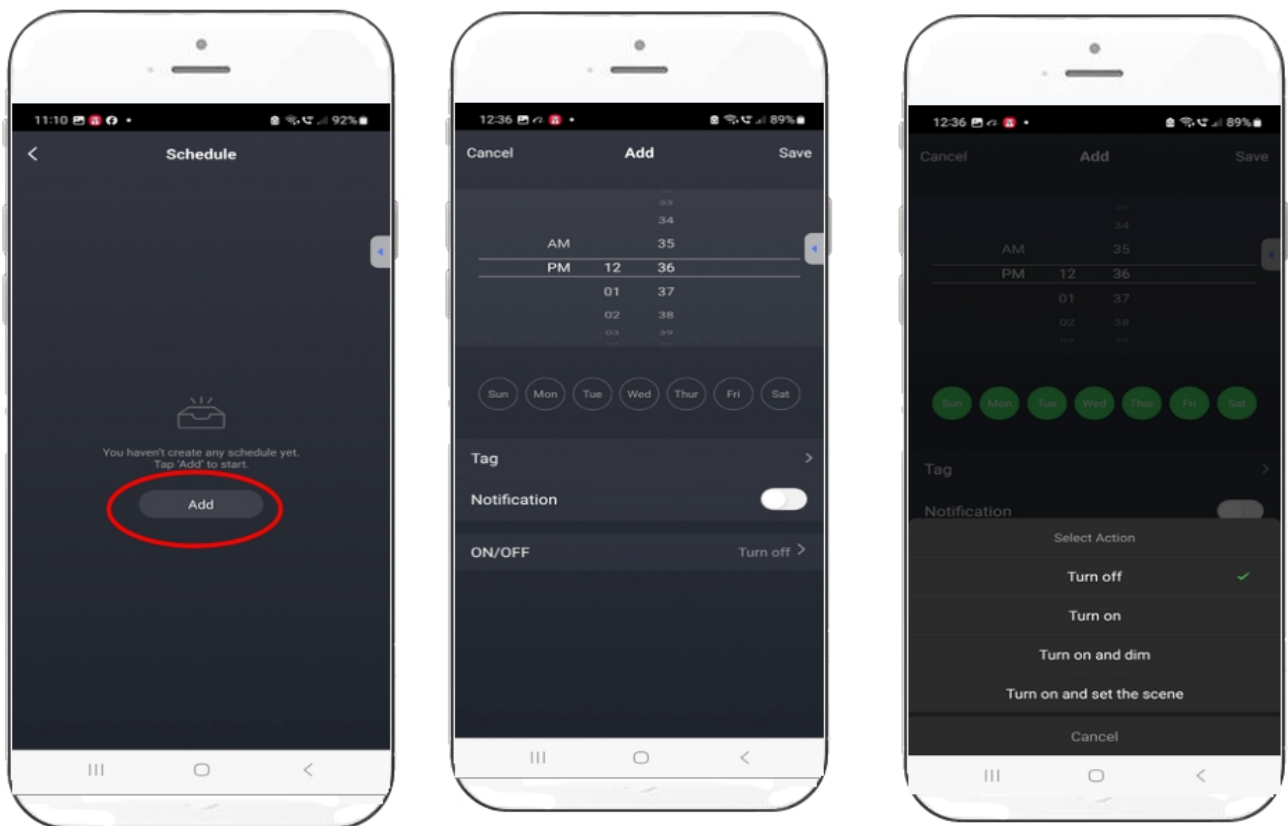 11:10
92%
Schedule
You haven't create any schedule yet.
Tap 'Add' to start.
Add
12:36
89%
Cancel
Add
Save
33
34
AM
35
PM
12
36
01
37
02
38
03
39
Sun
Mon
Tue
Wed
Thur
Fri
Sat
Tag
Notification
ON/OFF
Turn off
12:36
89%
Cancel
Add
Save
34
AM
35
PM
12
36
01
37
02
38
Sun
Mon
Tue
Wed
Thur
Fri
Sat
Tag
Notification
Select Action
Turn off
Turn on
Turn on and dim
Turn on and set the scene
Cancel